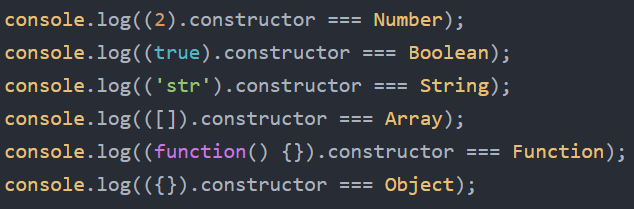 console.log((2).constructor === Number);
console.log((true).constructor === Boolean);
console.log(('str').constructor === String);
console.log(([]).constructor === Array);
console.log((function() {}).constructor === Function);
console.log(({}).constructor === Object);